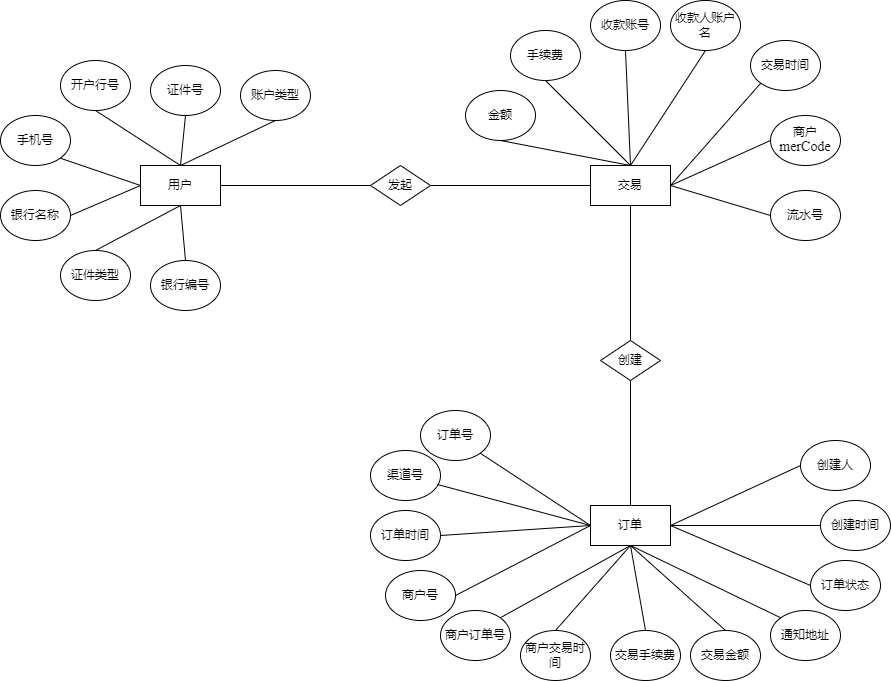 收款账号
收款人账户
名
手续费
交易时间
开户行号
证件号
账户类型
金额
手机号
商户
merCode
用户
发起
交易
银行名称
流水号
证件类型
银行编号
创建
订单号
渠道号
创建人
订单时间
订单
创建时间
商户号
订单状态
商户订单号
商户交易时
间
交易手续费
交易金额
通知地址